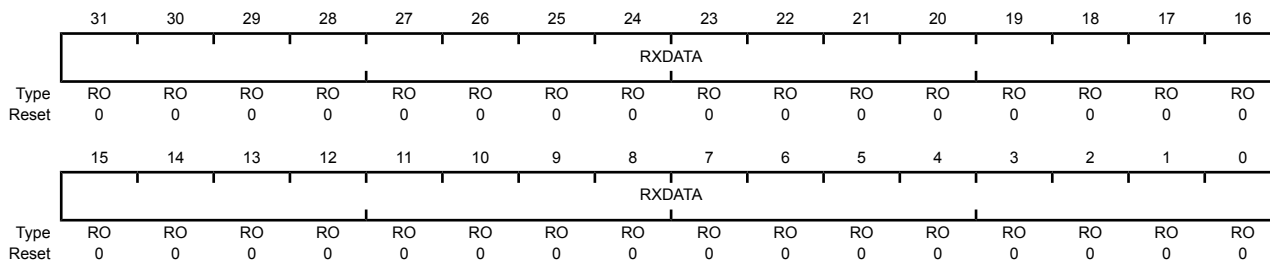 31 30 29 28 27 26 25 24 23 22 21 20 19 18 17 16
RXDATA
Type RO RO RO RO RO RO RO RO RO RO RO RO RO RO RO RO
Reset 0 0 0 0 0 0 0 0 0 0 0 0 0 0 0 0
15 14 13 12 11 10 9 8 7 6 5 4 3 2 1 0
RXDATA
Type RO RO RO RO RO RO RO RO RO RO RO RO RO RO RO RO
Reset 0 0 0 0 0 0 0 0 0 0 0 0 0 0 0 0